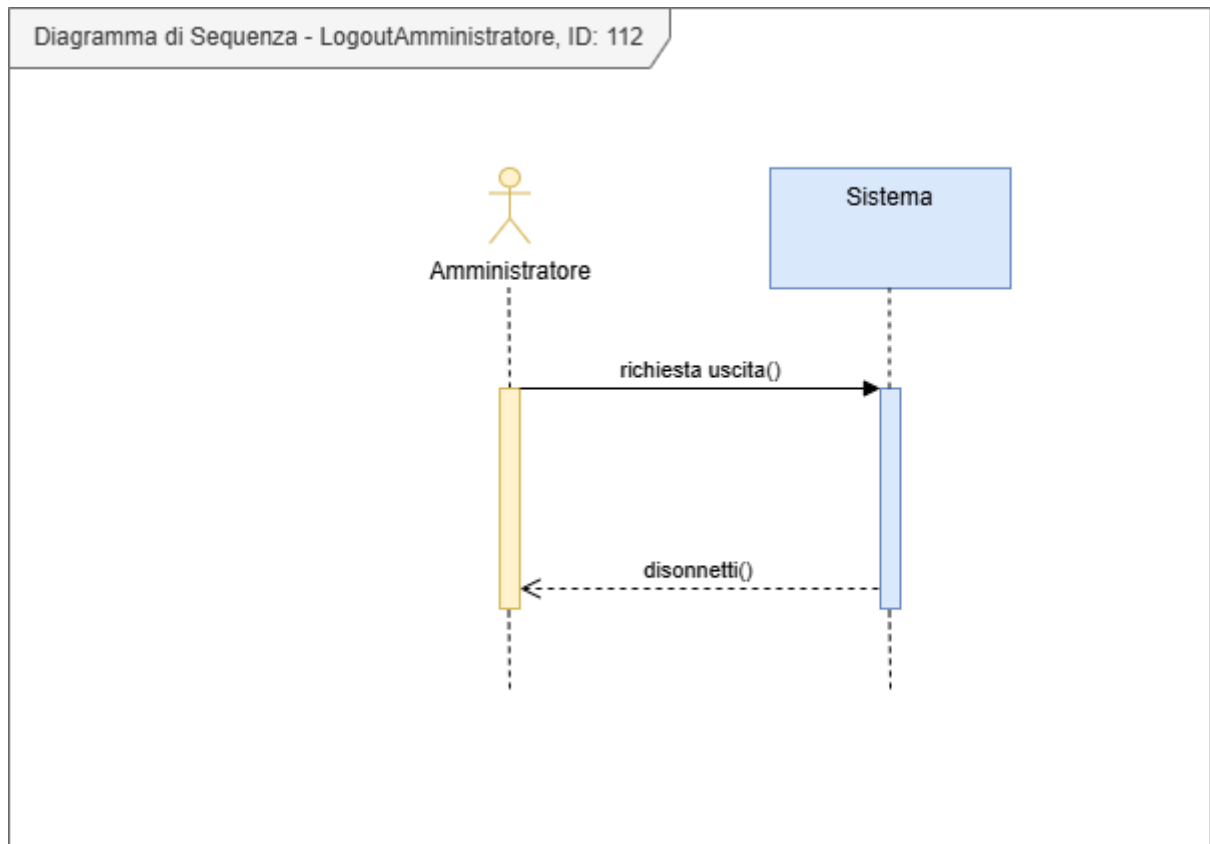 Diagramma di Sequenza - LogoutAmministratore, ID: 112
Sistema
Amministratore
richiesta uscita()
disonnetti()